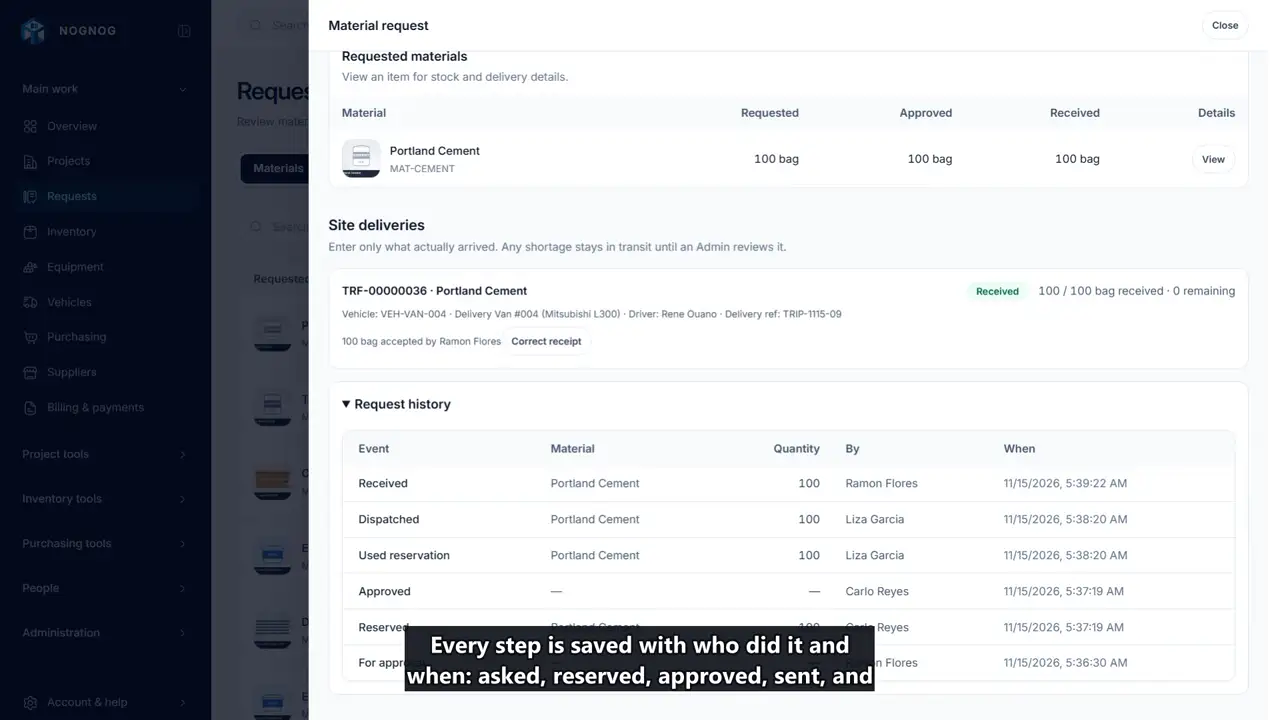 NOGNOG
Main work
Overview
Projects
Requests
Inventory
Equipment
Vehicles
Purchasing
Suppliers
Billing & payments
Project tools
Inventory tools
Purchasing tools
People
Administration
Account & help
Search
Materials
Requested
Material request
Close
Requested materials
View an item for stock and delivery details.
Material Requested Approved Received Details
Portland Cement 100 bag 100 bag 100 bag View
MAT-CEMENT
Site deliveries
Enter only what actually arrived. Any shortage stays in transit until an Admin reviews it.
TRF-00000036 · Portland Cement Received 100 / 100 bag received · 0 remaining
Vehicle: VEH-VAN-004 · Delivery Van #004 (Mitsubishi L300) · Driver: Rene Ouano · Delivery ref: TRIP-1115-09
100 bag accepted by Ramon Flores Correct receipt
▼ Request history
Event Material Quantity By When
Received Portland Cement 100 Ramon Flores 11/15/2026, 5:39:22 AM
Dispatched Portland Cement 100 Liza Garcia 11/15/2026, 5:38:20 AM
Used reservation Portland Cement 100 Liza Garcia 11/15/2026, 5:38:20 AM
Approved — — Carlo Reyes 11/15/2026, 5:37:19 AM
Reserved Portland Cement 100 Reyes 11/15/2026, 5:37:19 AM
For Flores 11/15/2026, 5:36:30 AM
Every step is saved with who did it and
when: asked, reserved, approved, sent, and